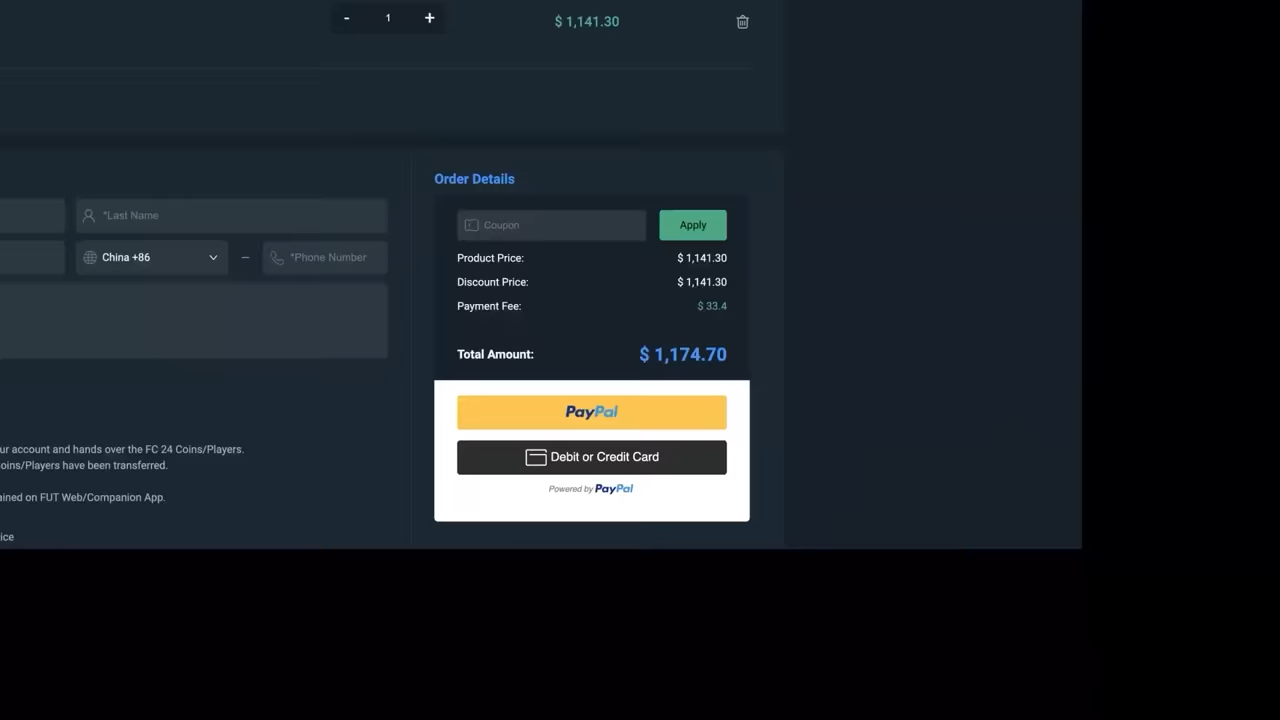 - 1 + $ 1,141.30
Order Details
*Last Name
Coupon Apply
China +86 – *Phone Number
Product Price: $ 1,141.30
Discount Price: $ 1,141.30
Payment Fee: $ 33.4
Total Amount: $ 1,174.70
PayPal
Debit or Credit Card
Powered by PayPal
ur account and hands over the FC 24 Coins/Players.
oins/Players have been transferred.
ained on FUT Web/Companion App.
ice